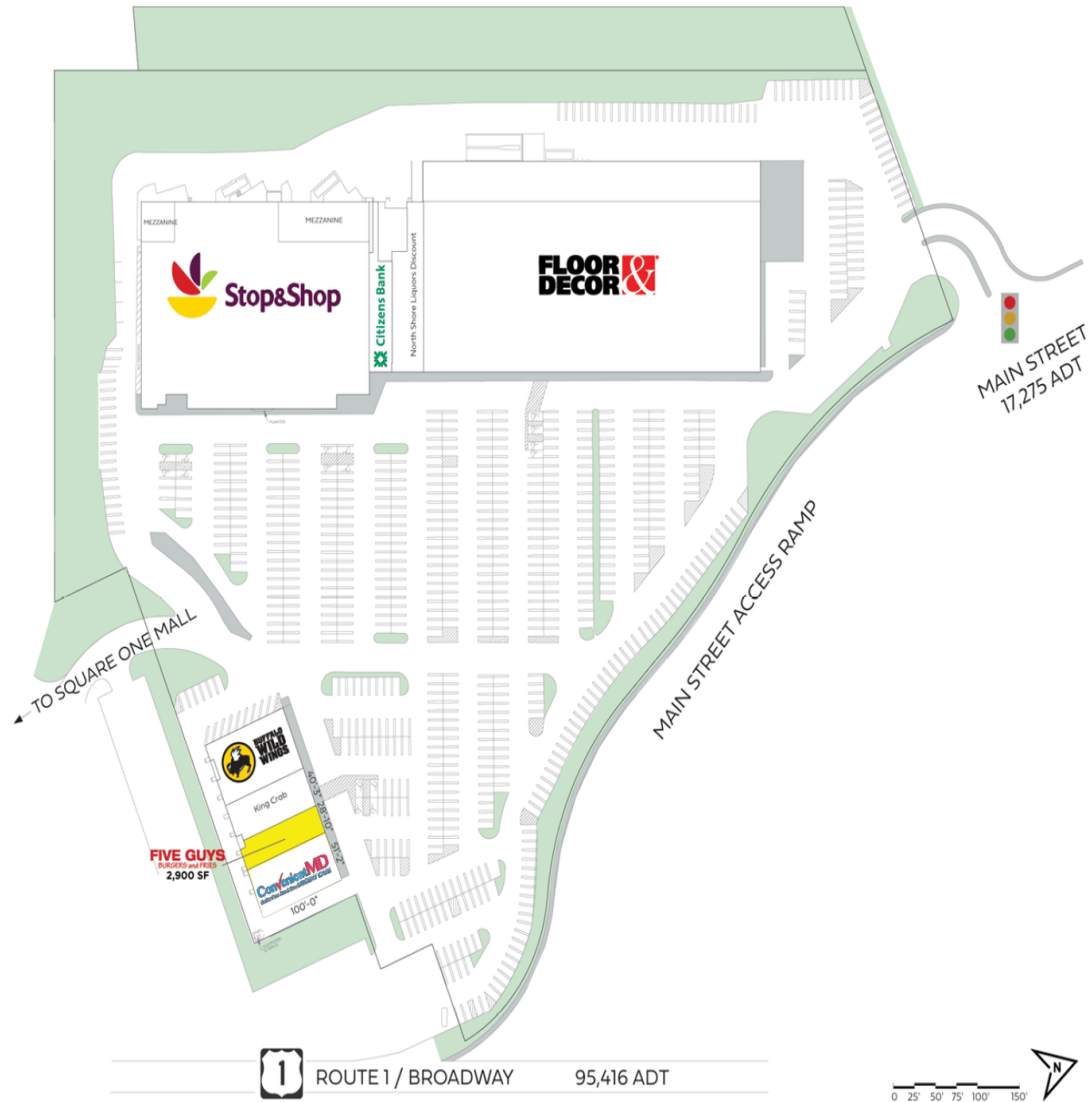 MEZZANINE
MEZZANINE
Stop&Shop
Citizens Bank
North Shore Liquors Discount
FLOOR &
DECOR
MAIN STREET
17,275 ADT
MAIN STREET ACCESS RAMP
TO SQUARE ONE MALL
BUFFALO
WILD
WINGS
King Crab
40'-3"
28'-10"
51'-2"
FIVE GUYS
BURGERS and FRIES
2,900 SF
ConvenientMD
100'-0"
1
ROUTE 1 / BROADWAY
95,416 ADT
N
0 25' 50' 75' 100' 150'